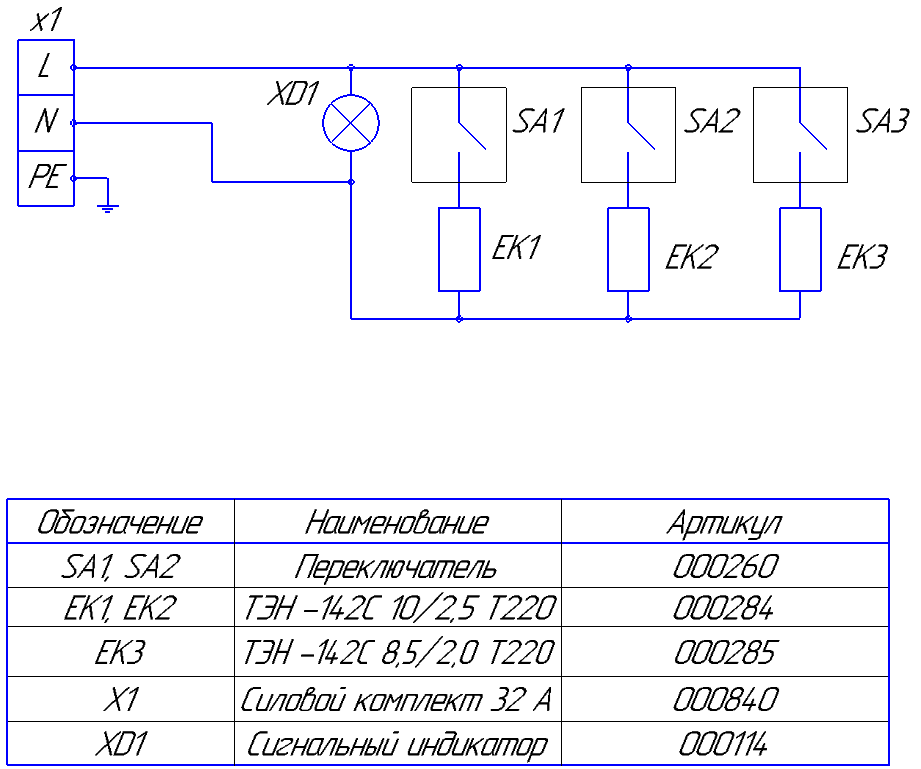 x1
L
N
PE
XD1
SA1
SA2
SA3
EK1
EK2
EK3
Обозначение Наименование Артикул
SA1, SA2 Переключатель 000260
EK1, EK2 ТЭН -142С 10/2,5 Т220 000284
EK3 ТЭН -142С 8,5/2,0 Т220 000285
X1 Силовой комплект 32 А 000840
XD1 Сигнальный индикатор 000114